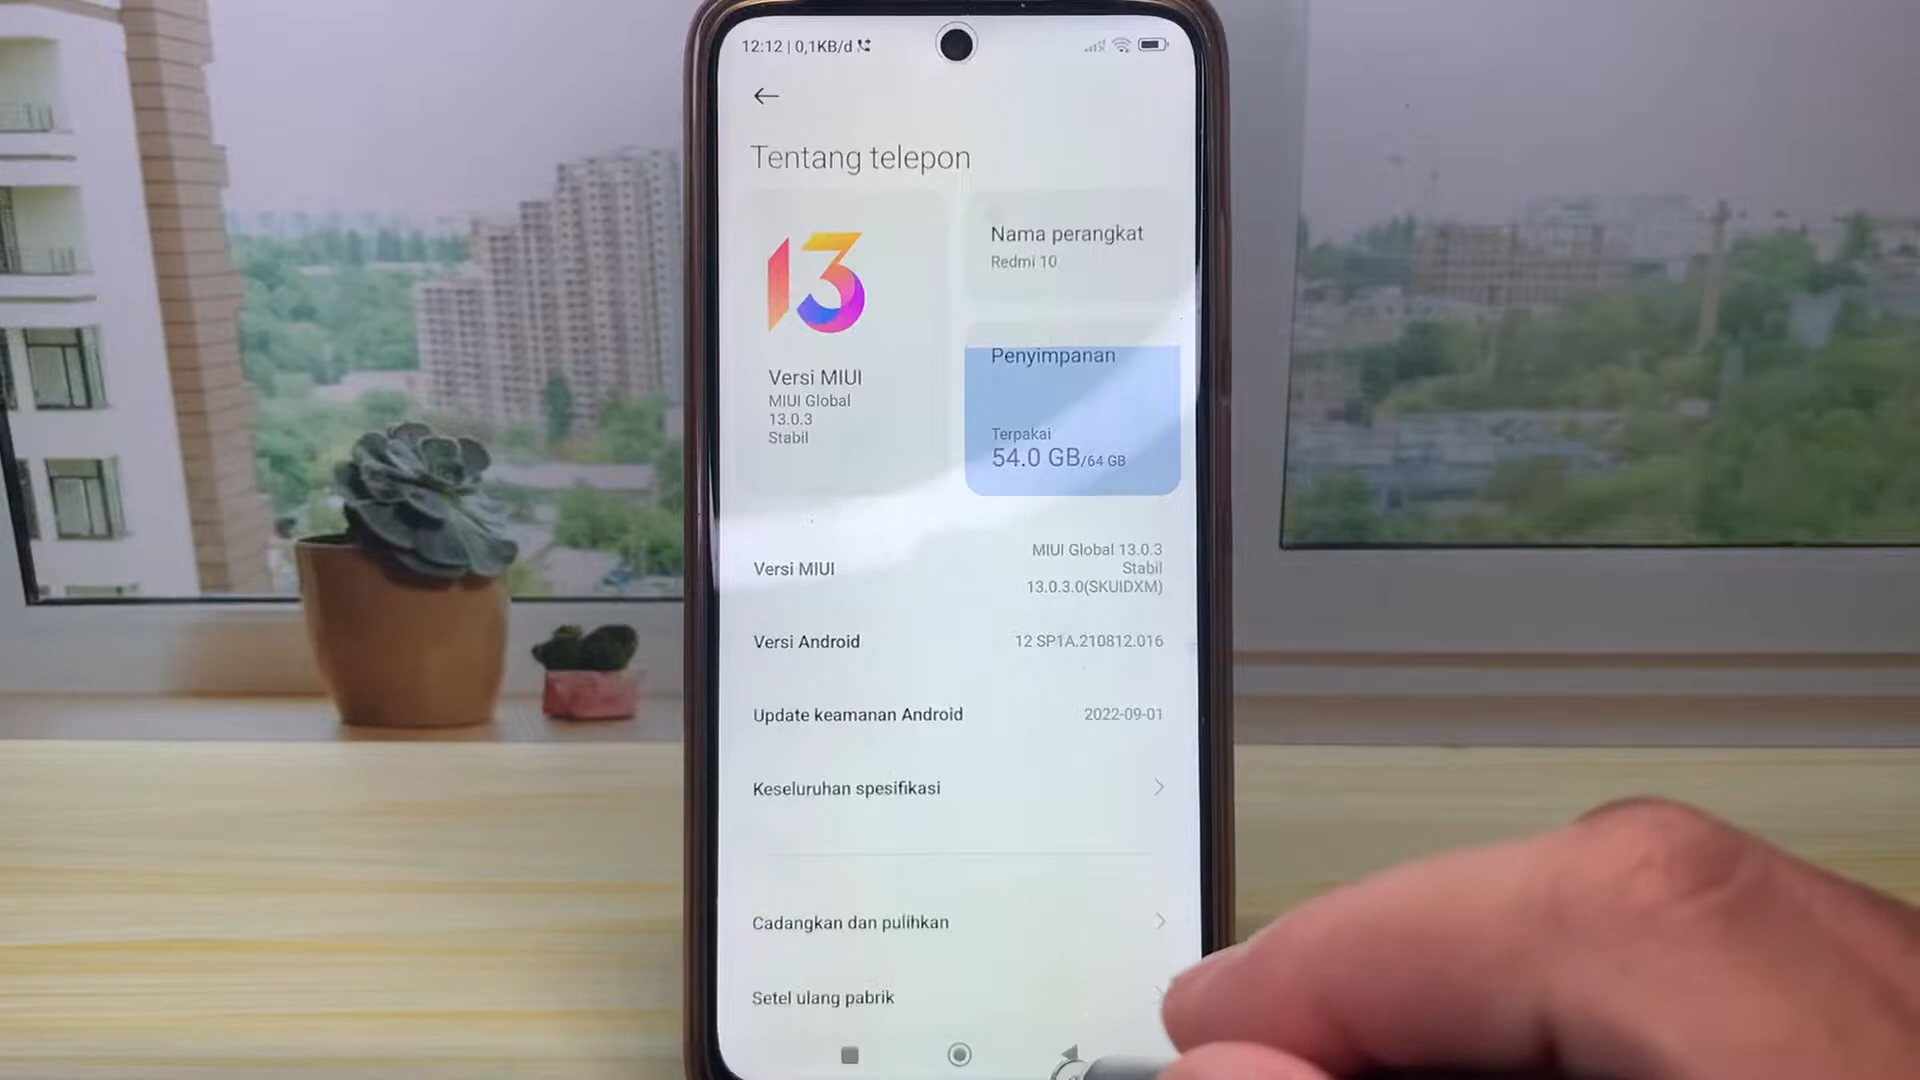 12:12 | 0,1KB/d
Tentang telepon
13
Versi MIUI
MIUI Global
13.0.3
Stabil
Nama perangkat
Redmi 10
Penyimpanan
Terpakai
54.0 GB/64 GB
Versi MIUI
MIUI Global 13.0.3
Stabil
13.0.3.0(SKUIDXM)
Versi Android
12 SP1A.210812.016
Update keamanan Android
2022-09-01
Keseluruhan spesifikasi
Cadangkan dan pulihkan
Setel ulang pabrik